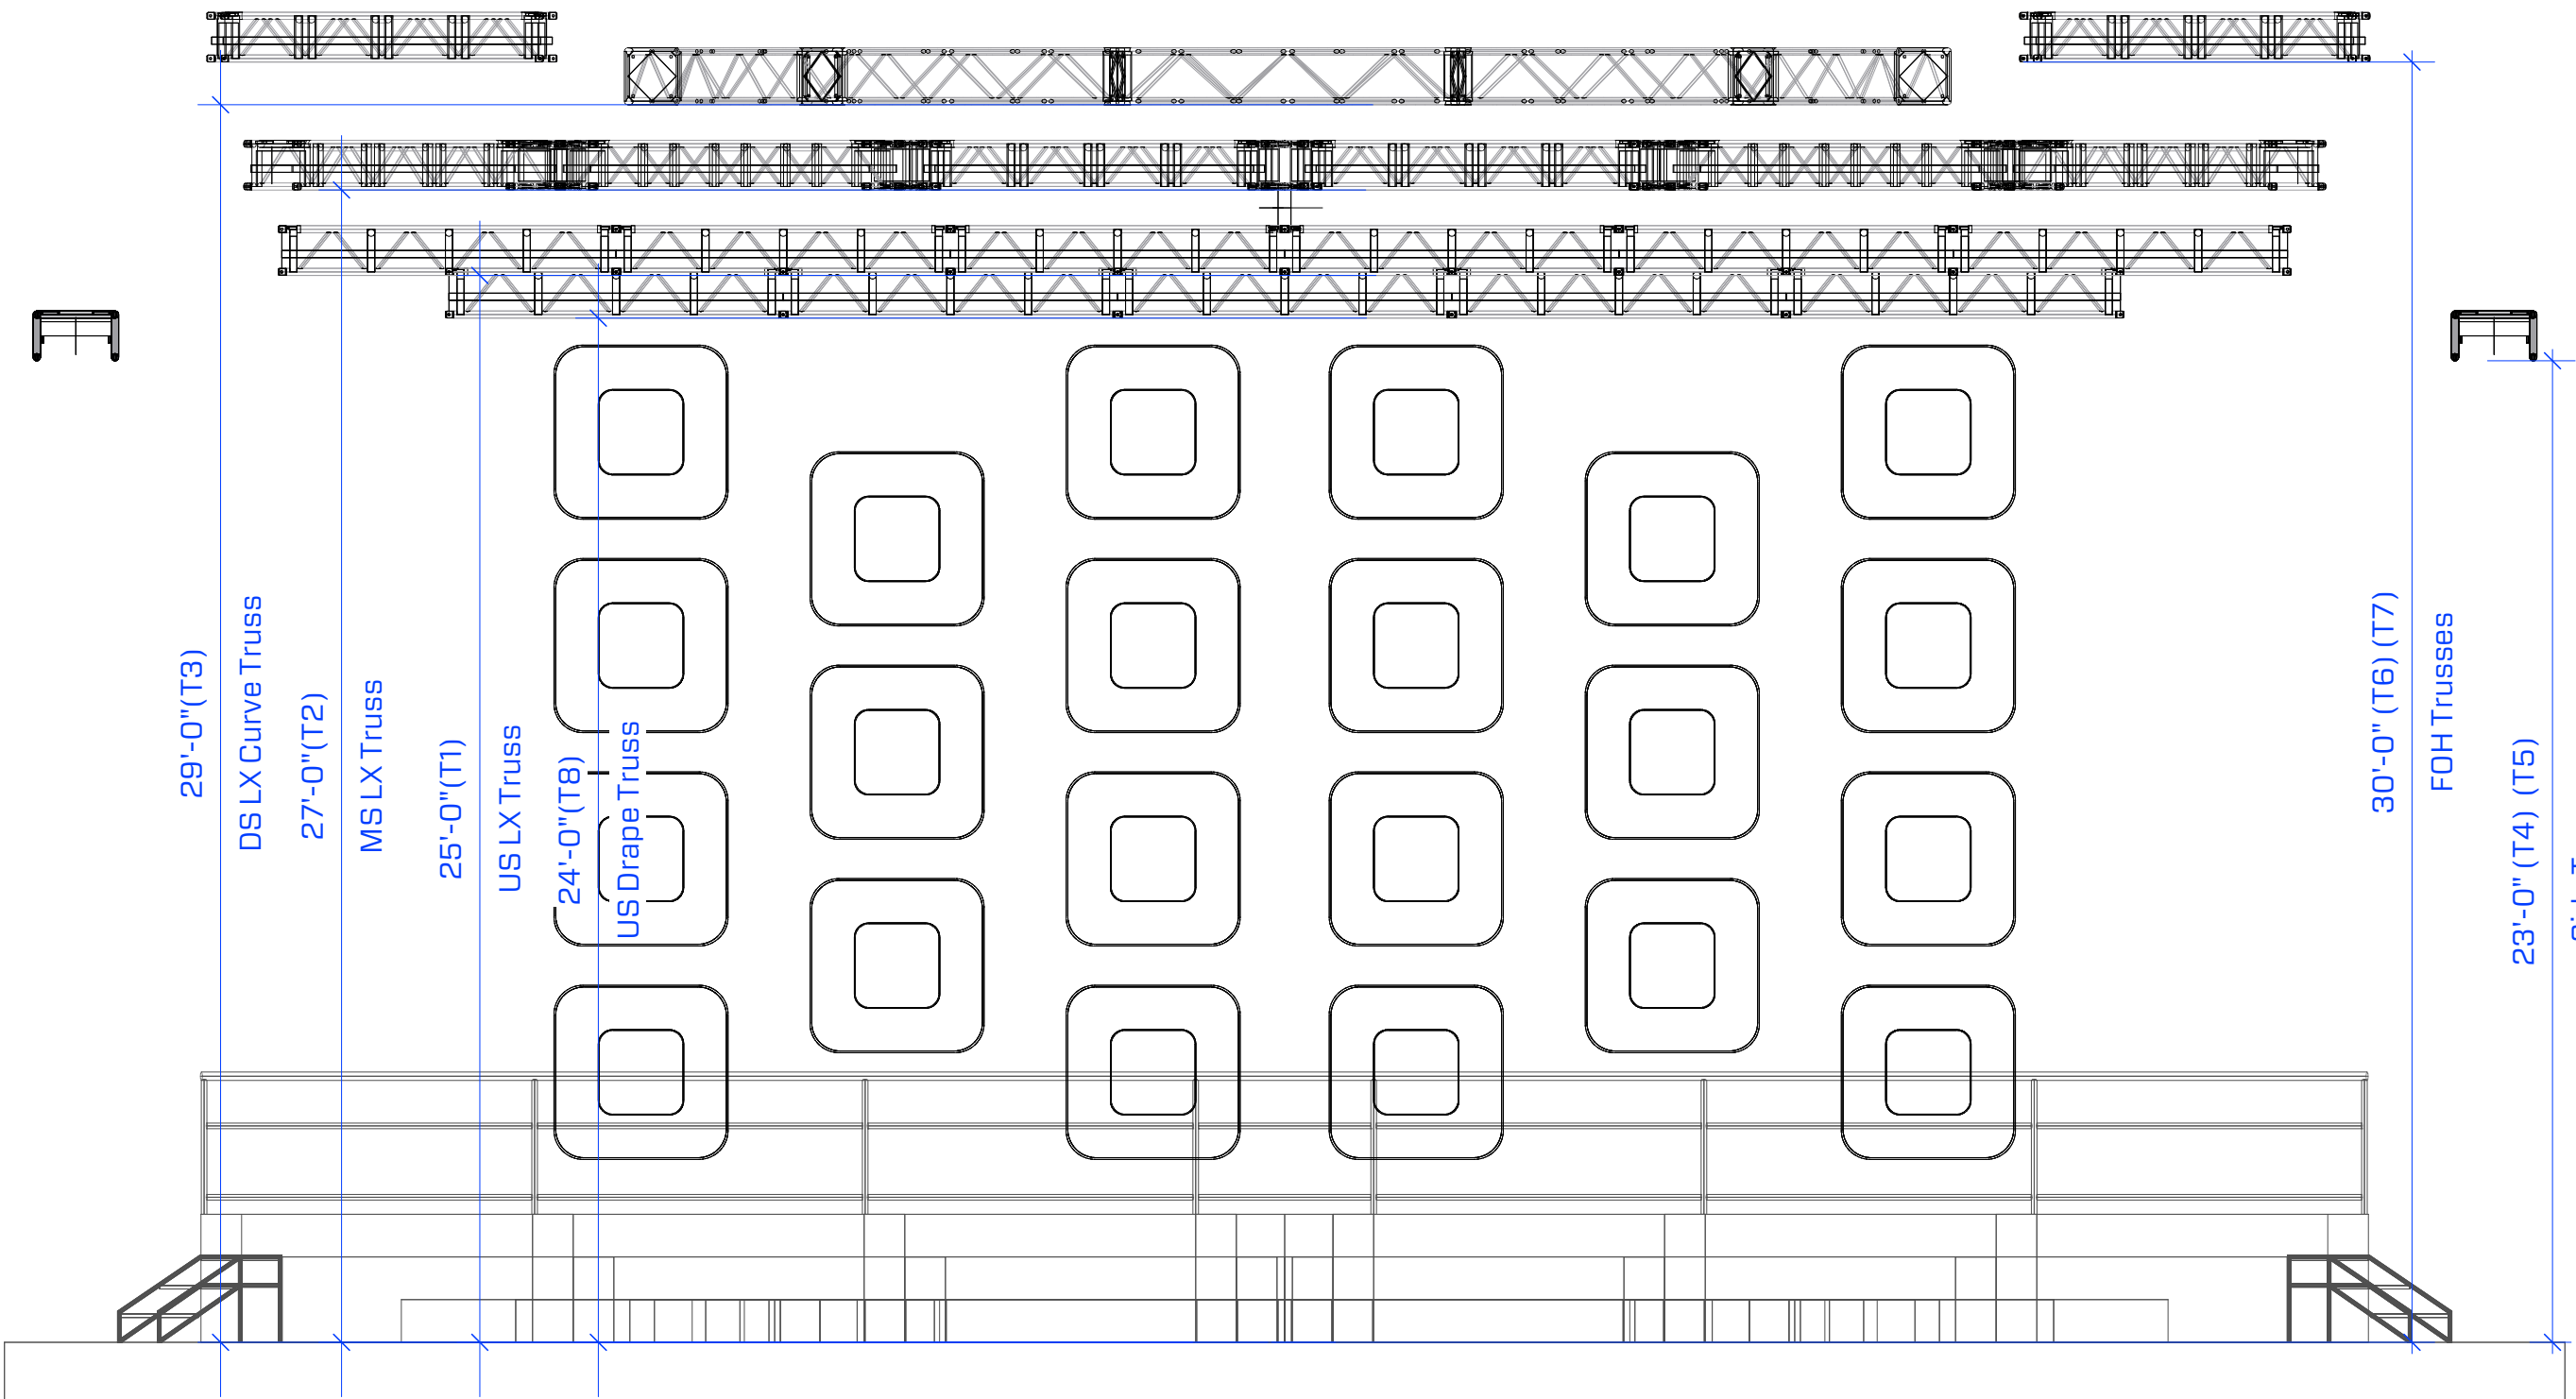 29'-0"(T3)
DS LX Curve Truss
27'-0"(T2)
MS LX Truss
25'-0"(T1)
US LX Truss
24'-0"(T8)
US Drape Truss
30'-0" (T6) (T7)
FOH Trusses
23'-0" (T4) (T5)